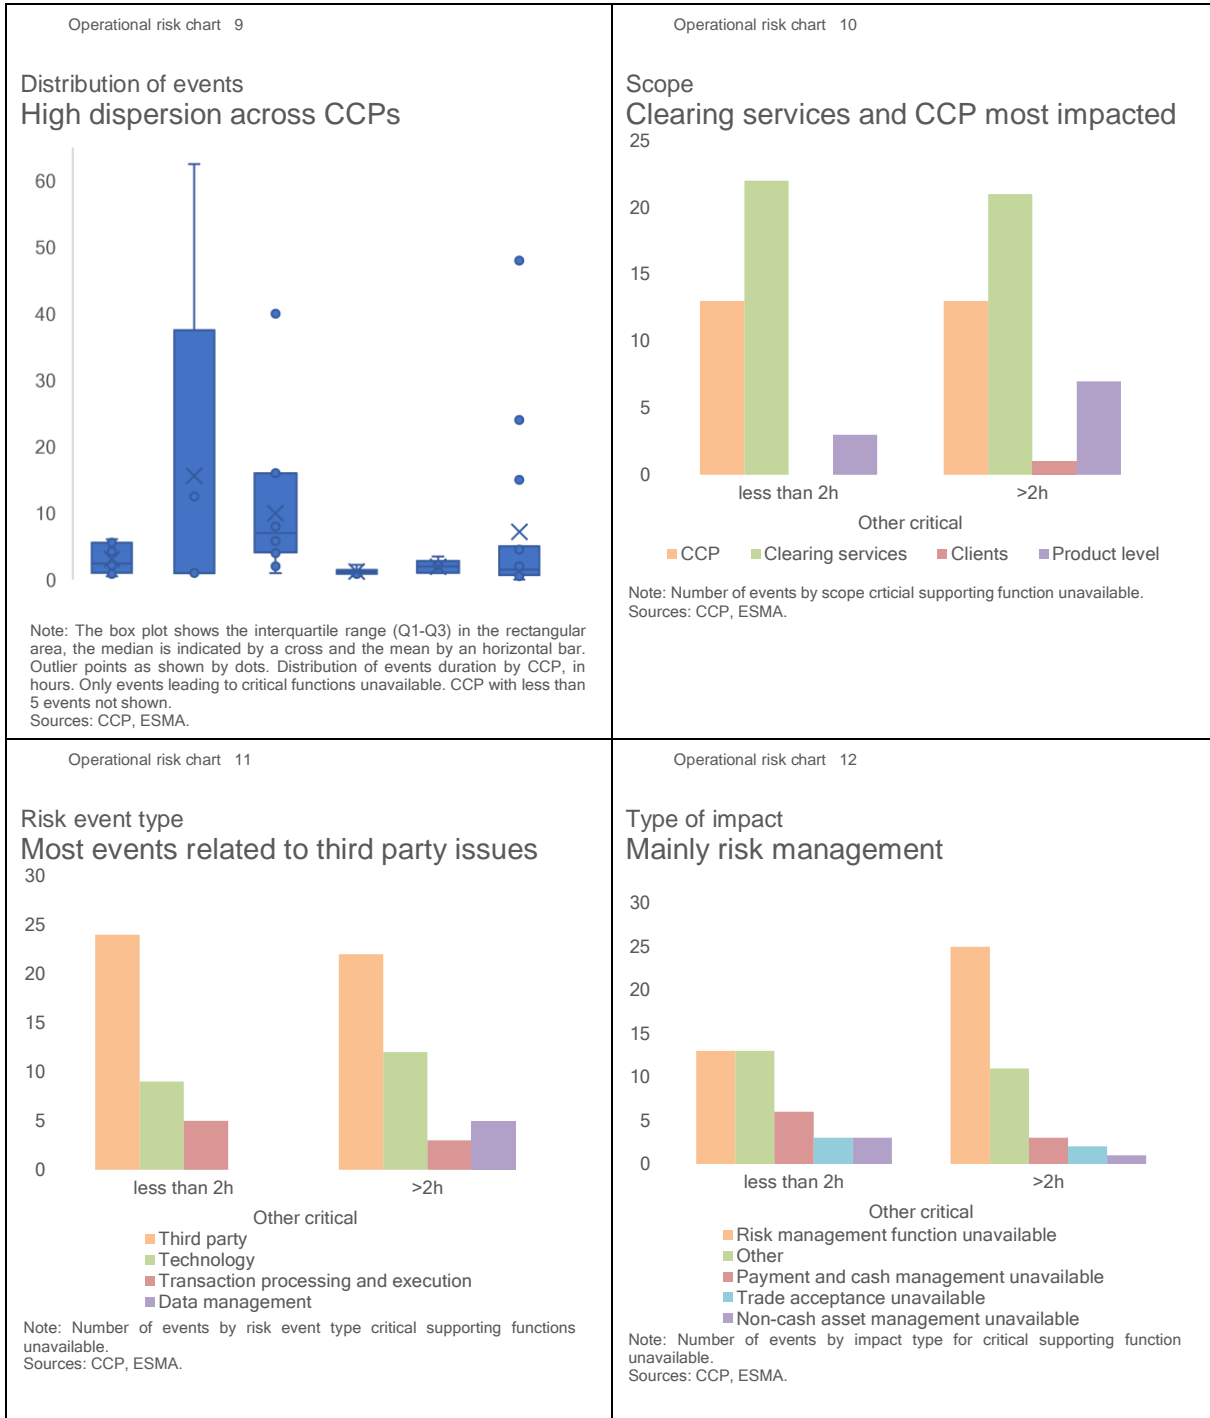 Operational risk chart 9
Distribution of events
High dispersion across CCPs
60
50
40
30
20
10
0
Note: The box plot shows the interquartile range (Q1-Q3) in the rectangular
area, the median is indicated by a cross and the mean by an horizontal bar.
Outlier points as shown by dots. Distribution of events duration by CCP, in
hours. Only events leading to critical functions unavailable. CCP with less than
5 events not shown.
Sources: CCP, ESMA.
Operational risk chart 10
Scope
Clearing services and CCP most impacted
25
20
15
10
5
0
less than 2h >2h
Other critical
CCP Clearing services Clients Product level
Note: Number of events by scope crticial supporting function unavailable.
Sources: CCP, ESMA.
Operational risk chart 11
Risk event type
Most events related to third party issues
30
25
20
15
10
5
0
less than 2h >2h
Other critical
Third party
Technology
Transaction processing and execution
Data management
Note: Number of events by risk event type critical supporting functions
unavailable.
Sources: CCP, ESMA.
Operational risk chart 12
Type of impact
Mainly risk management
30
25
20
15
10
5
0
less than 2h >2h
Other critical
Risk management function unavailable
Other
Payment and cash management unavailable
Trade acceptance unavailable
Non-cash asset management unavailable
Note: Number of events by impact type for critical supporting function
unavailable.
Sources: CCP, ESMA.